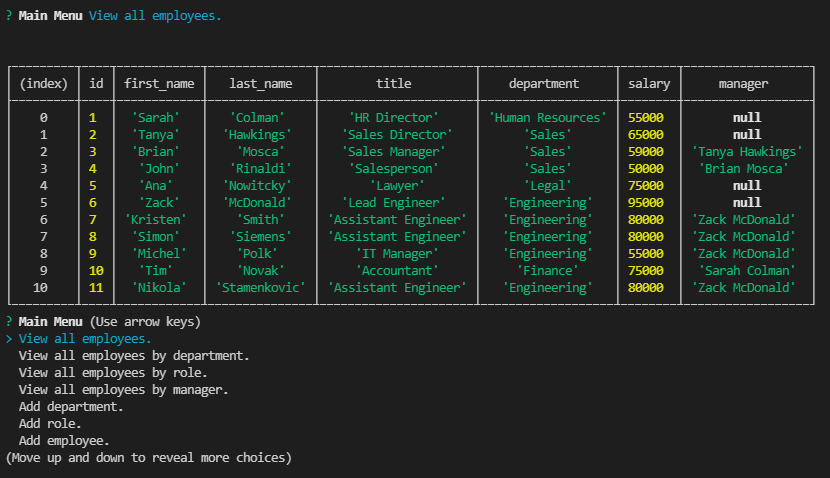 ? Main Menu View all employees.
(index) id first_name last_name title department salary manager
0 1 'Sarah' 'Colman' 'HR Director' 'Human Resources' 55000 null
1 2 'Tanya' 'Hawkings' 'Sales Director' 'Sales' 65000 null
2 3 'Brian' 'Mosca' 'Sales Manager' 'Sales' 59000 'Tanya Hawkings'
3 4 'John' 'Rinaldi' 'Salesperson' 'Sales' 50000 'Brian Mosca'
4 5 'Ana' 'Nowitcky' 'Lawyer' 'Legal' 75000 null
5 6 'Zack' 'McDonald' 'Lead Engineer' 'Engineering' 95000 null
6 7 'Kristen' 'Smith' 'Assistant Engineer' 'Engineering' 80000 'Zack McDonald'
7 8 'Simon' 'Siemens' 'Assistant Engineer' 'Engineering' 80000 'Zack McDonald'
8 9 'Michel' 'Polk' 'IT Manager' 'Engineering' 55000 'Zack McDonald'
9 10 'Tim' 'Novak' 'Accountant' 'Finance' 75000 'Sarah Colman'
10 11 'Nikola' 'Stamenkovic' 'Assistant Engineer' 'Engineering' 80000 'Zack McDonald'
? Main Menu (Use arrow keys)
> View all employees.
View all employees by department.
View all employees by role.
View all employees by manager.
Add department.
Add role.
Add employee.
(Move up and down to reveal more choices)